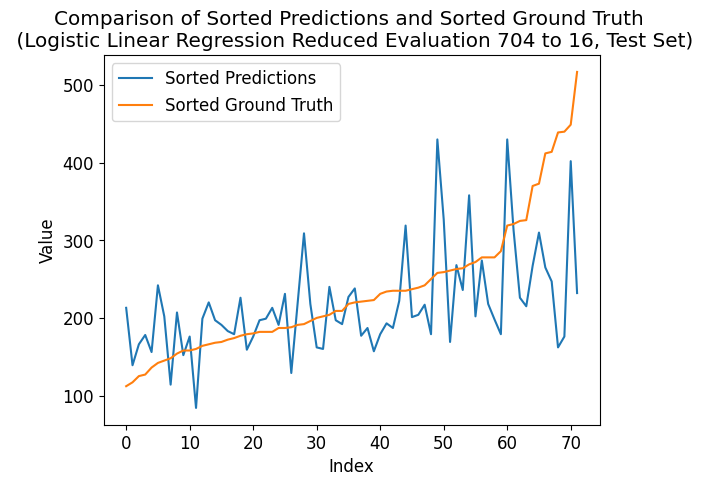 Comparison of Sorted Predictions and Sorted Ground Truth
(Logistic Linear Regression Reduced Evaluation 704 to 16, Test Set)
Sorted Predictions
Sorted Ground Truth
500
400
300
200
100
Value
0 10 20 30 40 50 60 70
Index